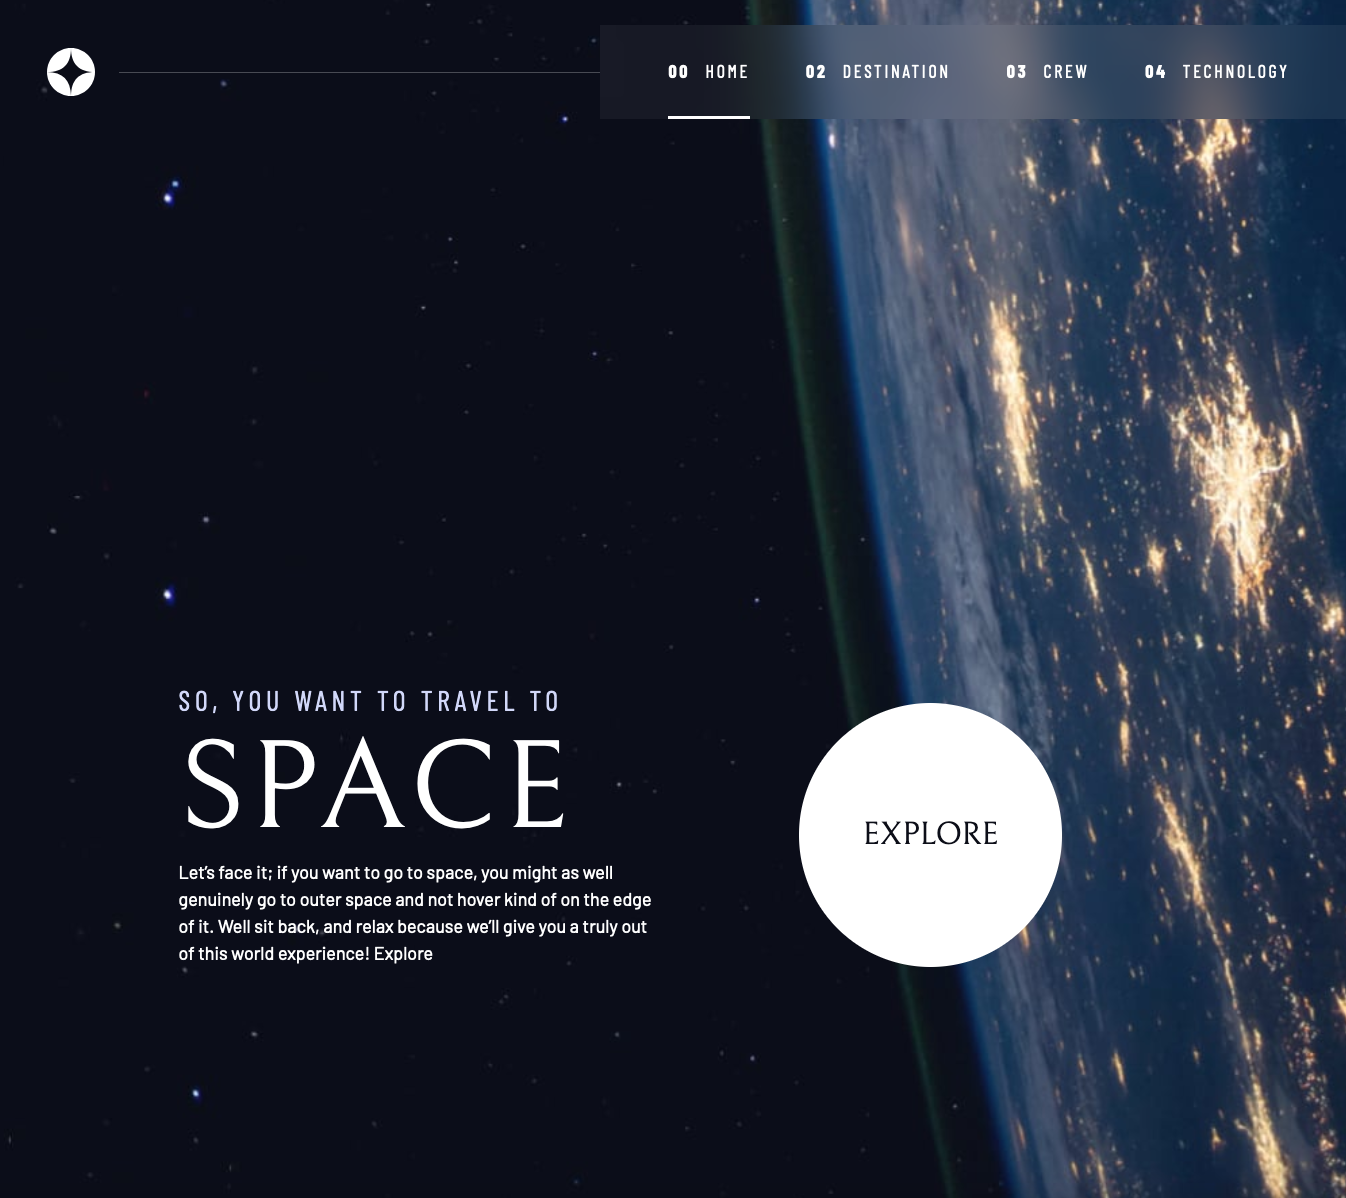 00 HOME 02 DESTINATION 03 CREW 04 TECHNOLOGY
SO, YOU WANT TO TRAVEL TO
SPACE
Let’s face it; if you want to go to space, you might as well
genuinely go to outer space and not hover kind of on the edge
of it. Well sit back, and relax because we’ll give you a truly out
of this world experience! Explore
EXPLORE